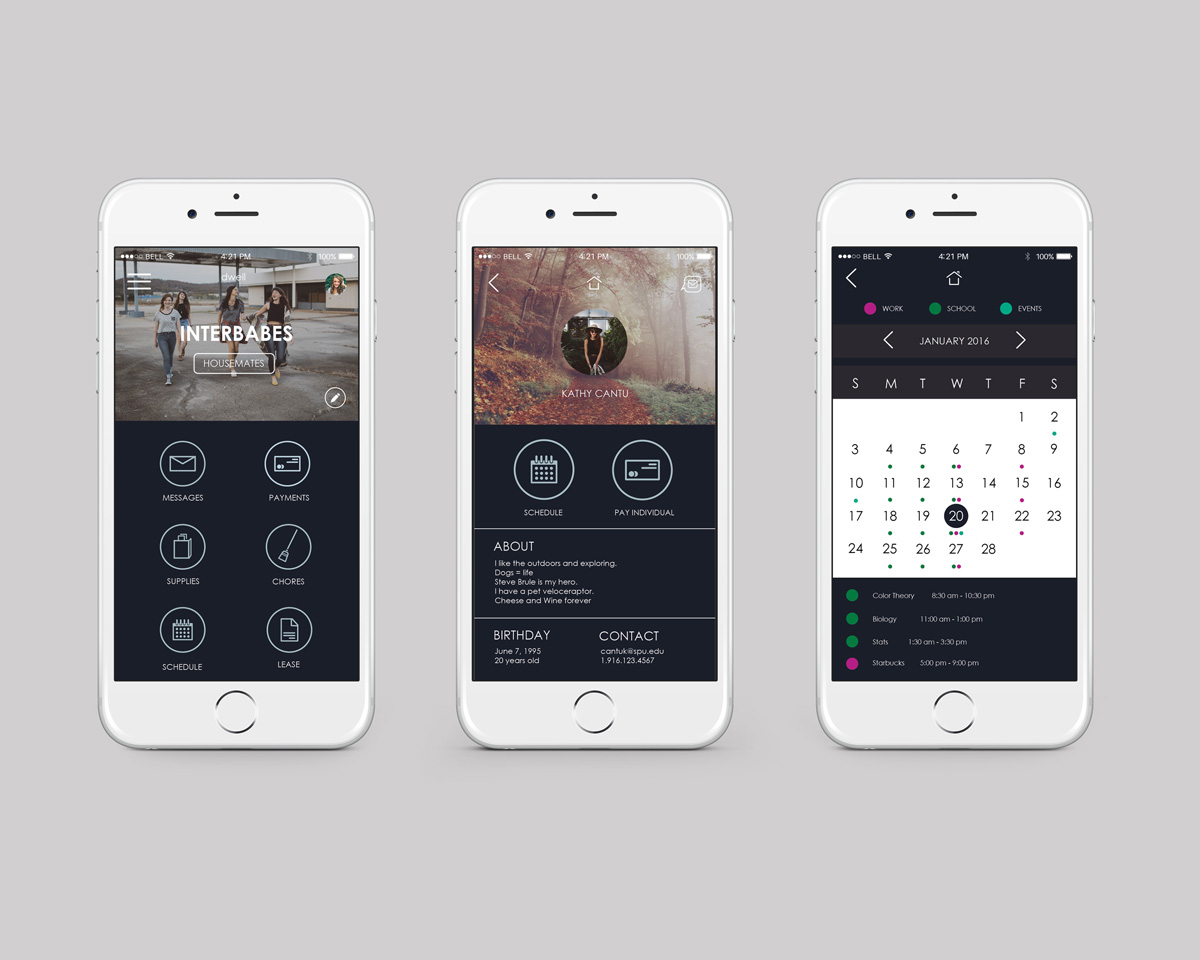 BELL 4:21 PM 100%
dwell
INTERBABES
HOUSEMATES
MESSAGES PAYMENTS
SUPPLIES CHORES
SCHEDULE LEASE
BELL 4:21 PM 100%
KATHY CANTU
SCHEDULE PAY INDIVIDUAL
ABOUT
I like the outdoors and exploring.
Dogs = life
Steve Brule is my hero.
I have a pet veloceraptor.
Cheese and Wine forever
BIRTHDAY CONTACT
June 7, 1995 cantuk@spu.edu
20 years old 1.916.123.4567
BELL 4:21 PM 100%
WORK SCHOOL EVENTS
JANUARY 2016
S M T W T F S
1 2
3 4 5 6 7 8 9
10 11 12 13 14 15 16
17 18 19 20 21 22 23
24 25 26 27 28
Color Theory 8:30 am - 10:30 pm
Biology 11:00 am - 1:00 pm
Stats 1:30 am - 3:30 pm
Starbucks 5:00 pm - 9:00 pm